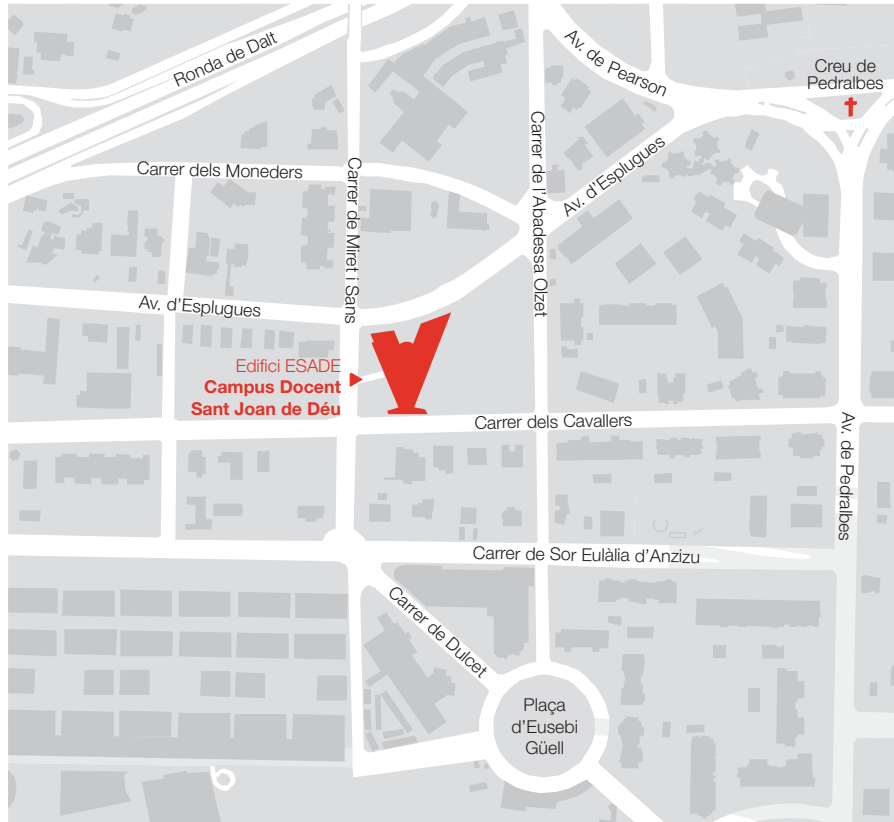 Ronda de Dalt
Av. de Pearson
Creu de
Pedralbes
Carrer dels Moneders
Carrer de Miret i Sans
Carrer de l'Abadessa Olzet
Av. d'Esplugues
Av. d'Esplugues
Edifici ESADE
Campus Docent
Sant Joan de Déu
Carrer dels Cavallers
Av. de Pedralbes
Carrer de Sor Eulàlia d'Anzizu
Carrer de Dulcet
Plaça
d'Eusebi
Güell